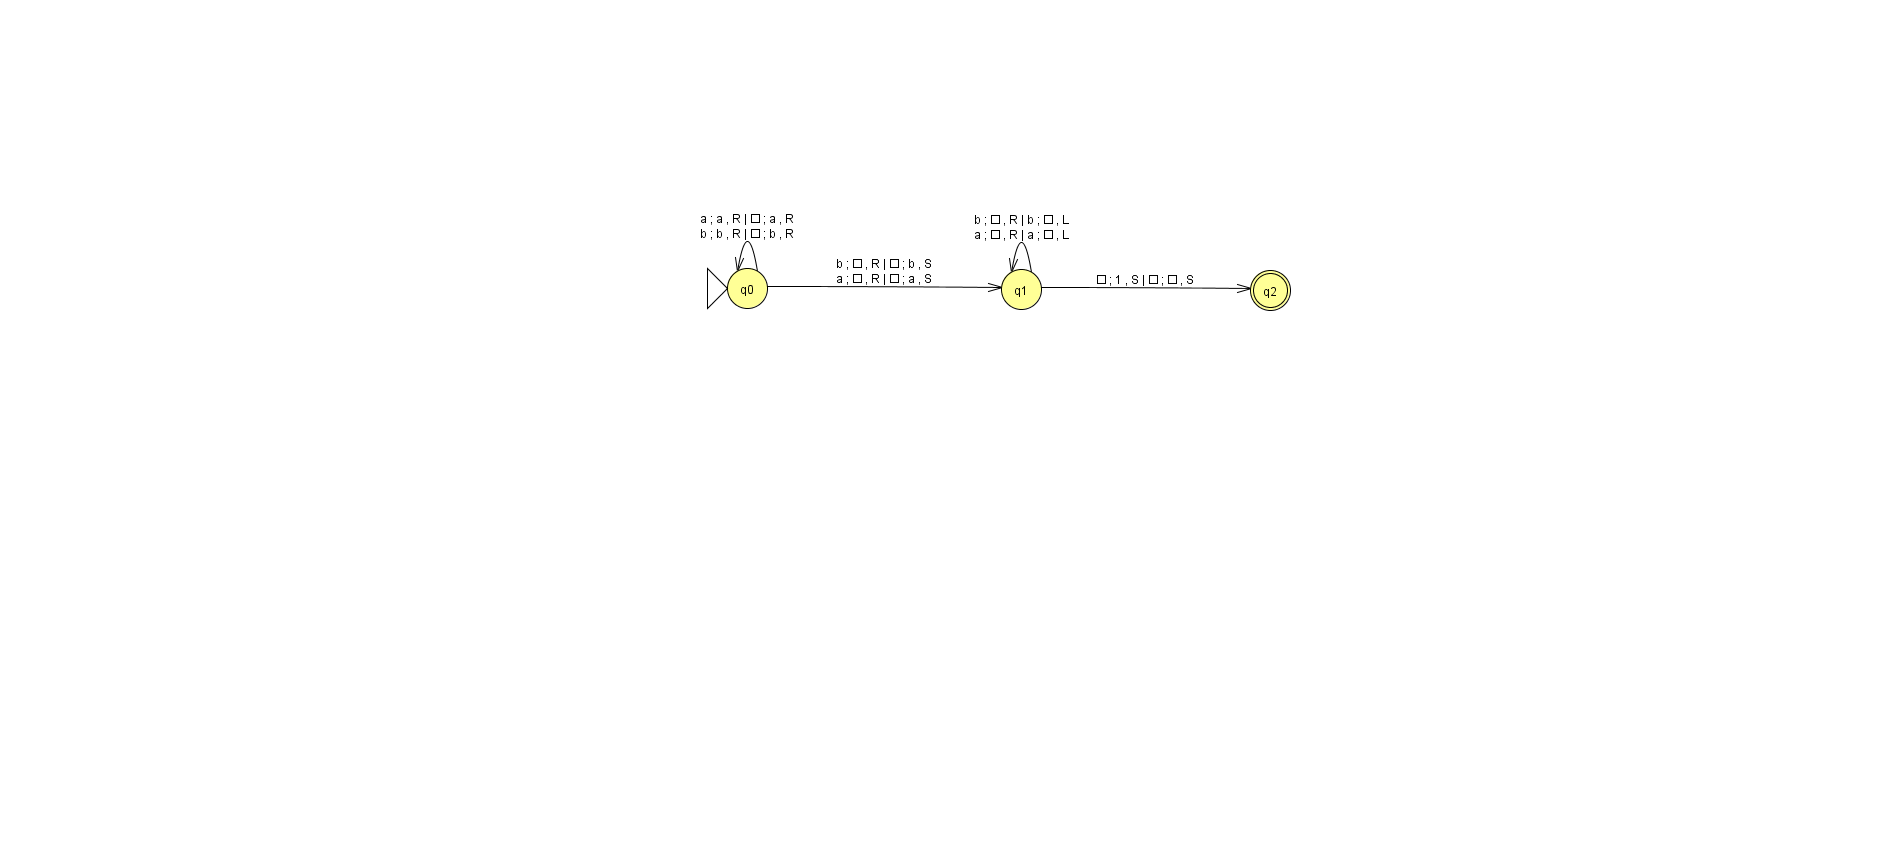 a ; a , R | □ ; a , R
b ; b , R | □ ; b , R
b ; □ , R | b ; □ , L
a ; □ , R | a ; □ , L
b ; □ , R | □ ; b , S
a ; □ , R | □ ; a , S
□ ; 1 , S | □ ; □ , S
q0
q1
q2